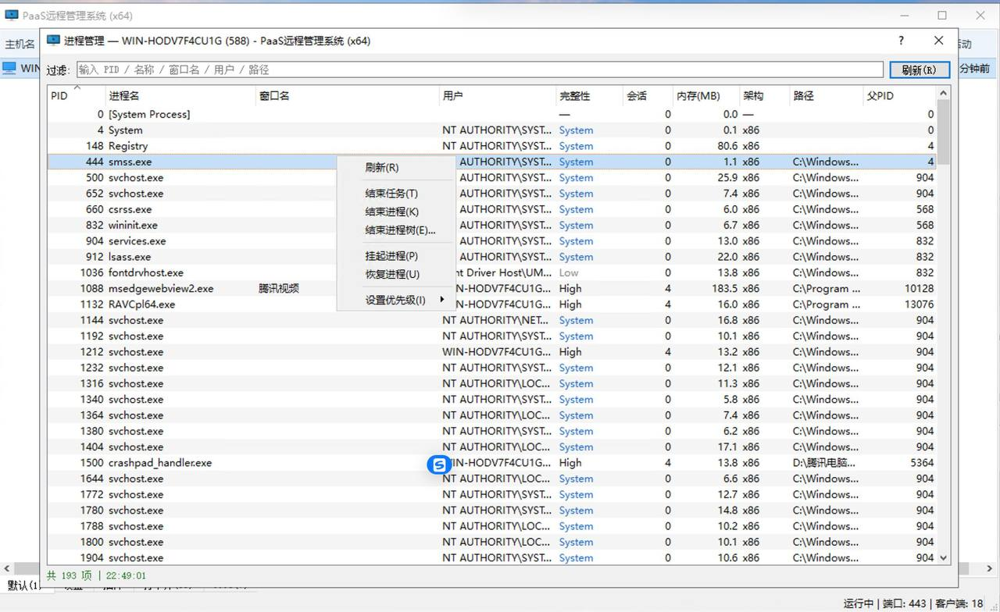 PaaS远程管理系统 (x64)
进程管理 — WIN-HODV7F4CU1G (588) - PaaS远程管理系统 (x64)
?
主机名
活动
WIN
分钟前
过滤: 输入 PID / 名称 / 窗口名 / 用户 / 路径 刷新(R)
PID 进程名 窗口名 用户 完整性 会话 内存(MB) 架构 路径 父PID
0 [System Process] — 0 0.0 — 0
4 System NT AUTHORITY\SYST... System 0 0.1 x86 0
148 Registry NT AUTHORITY\SYST... System 0 80.6 x86 4
444 smss.exe AUTHORITY\SYST... System 0 1.1 x86 C:\Windows... 4
500 svchost.exe AUTHORITY\SYST... System 0 25.9 x86 C:\Windows... 904
652 svchost.exe AUTHORITY\SYST... System 0 7.4 x86 C:\Windows... 904
660 csrss.exe AUTHORITY\SYST... System 0 6.0 x86 C:\Windows... 568
832 wininit.exe AUTHORITY\SYST... System 0 6.7 x86 C:\Windows... 568
904 services.exe AUTHORITY\SYST... System 0 13.0 x86 C:\Windows... 832
912 lsass.exe AUTHORITY\SYST... System 0 22.0 x86 C:\Windows... 832
1036 fontdrvhost.exe nt Driver Host\UM... Low 0 13.8 x86 C:\Windows... 832
1088 msedgewebview2.exe 腾讯视频 N-HODV7F4CU1G... High 4 183.5 x86 C:\Program ... 10128
1132 RAVCpl64.exe N-HODV7F4CU1G... High 4 16.0 x86 C:\Program ... 13076
1144 svchost.exe NT AUTHORITY\NET... System 0 16.8 x86 C:\Windows... 904
1192 svchost.exe NT AUTHORITY\SYST... System 0 10.1 x86 C:\Windows... 904
1212 svchost.exe WIN-HODV7F4CU1G... High 4 13.2 x86 C:\Windows... 904
1232 svchost.exe NT AUTHORITY\SYST... System 0 12.1 x86 C:\Windows... 904
1316 svchost.exe NT AUTHORITY\LOC... System 0 11.3 x86 C:\Windows... 904
1340 svchost.exe NT AUTHORITY\SYST... System 0 5.8 x86 C:\Windows... 904
1364 svchost.exe NT AUTHORITY\LOC... System 0 7.4 x86 C:\Windows... 904
1380 svchost.exe NT AUTHORITY\SYST... System 0 6.2 x86 C:\Windows... 904
1404 svchost.exe NT AUTHORITY\LOC... System 0 17.1 x86 C:\Windows... 904
1500 crashpad_handler.exe IN-HODV7F4CU1G... High 4 13.8 x86 D:\腾讯电脑... 5364
1644 svchost.exe NT AUTHORITY\LOC... System 0 6.6 x86 C:\Windows... 904
1772 svchost.exe NT AUTHORITY\SYST... System 0 12.7 x86 C:\Windows... 904
1780 svchost.exe NT AUTHORITY\SYST... System 0 14.8 x86 C:\Windows... 904
1788 svchost.exe NT AUTHORITY\LOC... System 0 10.2 x86 C:\Windows... 904
1800 svchost.exe NT AUTHORITY\LOC... System 0 10.1 x86 C:\Windows... 904
1904 svchost.exe NT AUTHORITY\SYST... System 0 10.6 x86 C:\Windows... 904
刷新(R)
结束任务(T)
结束进程(K)
结束进程树(E)...
挂起进程(P)
恢复进程(U)
设置优先级(I)
S
共 193 项 | 22:49:01
默认(1
运行中 | 端口: 443 | 客户端: 18